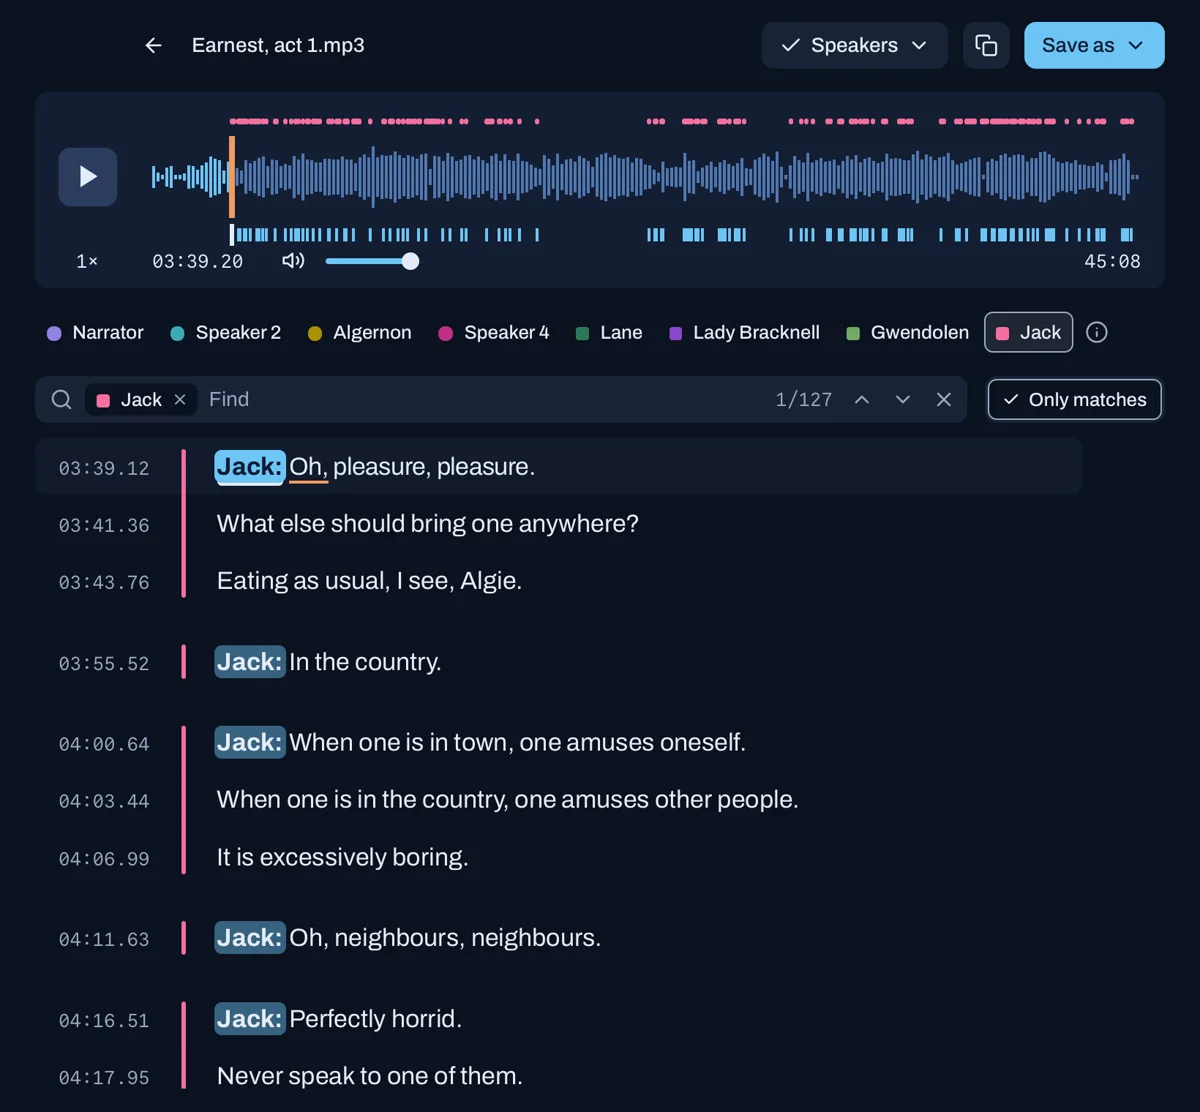 Earnest, act 1.mp3
Speakers
Save as
1×
03:39.20
45:08
Narrator
Speaker 2
Algernon
Speaker 4
Lane
Lady Bracknell
Gwendolen
Jack
Jack
Find
1/127
Only matches
03:39.12 Jack: Oh, pleasure, pleasure.
03:41.36 What else should bring one anywhere?
03:43.76 Eating as usual, I see, Algie.
03:55.52 Jack: In the country.
04:00.64 Jack: When one is in town, one amuses oneself.
04:03.44 When one is in the country, one amuses other people.
04:06.99 It is excessively boring.
04:11.63 Jack: Oh, neighbours, neighbours.
04:16.51 Jack: Perfectly horrid.
04:17.95 Never speak to one of them.